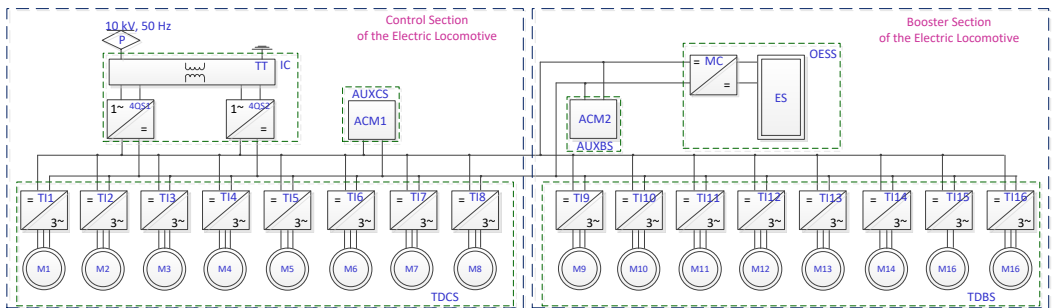 10 kV, 50 Hz
P
TT
IC
1~ 4QS1
=
1~ 4QS2
=
Control Section
of the Electric Locomotive
AUXCS
ACM1
Booster Section
of the Electric Locomotive
OESS
= MC
=
ES
ACM2
AUXBS
= TI1
3~
= TI2
3~
= TI3
3~
= TI4
3~
= TI5
3~
= TI6
3~
= TI7
3~
= TI8
3~
= TI9
3~
= TI10
3~
= TI11
3~
= TI12
3~
= TI13
3~
= TI14
3~
= TI15
3~
= TI16
3~
M1
M2
M3
M4
M5
M6
M7
M8
M9
M10
M11
M12
M13
M14
M16
M16
TDCS
TDBS